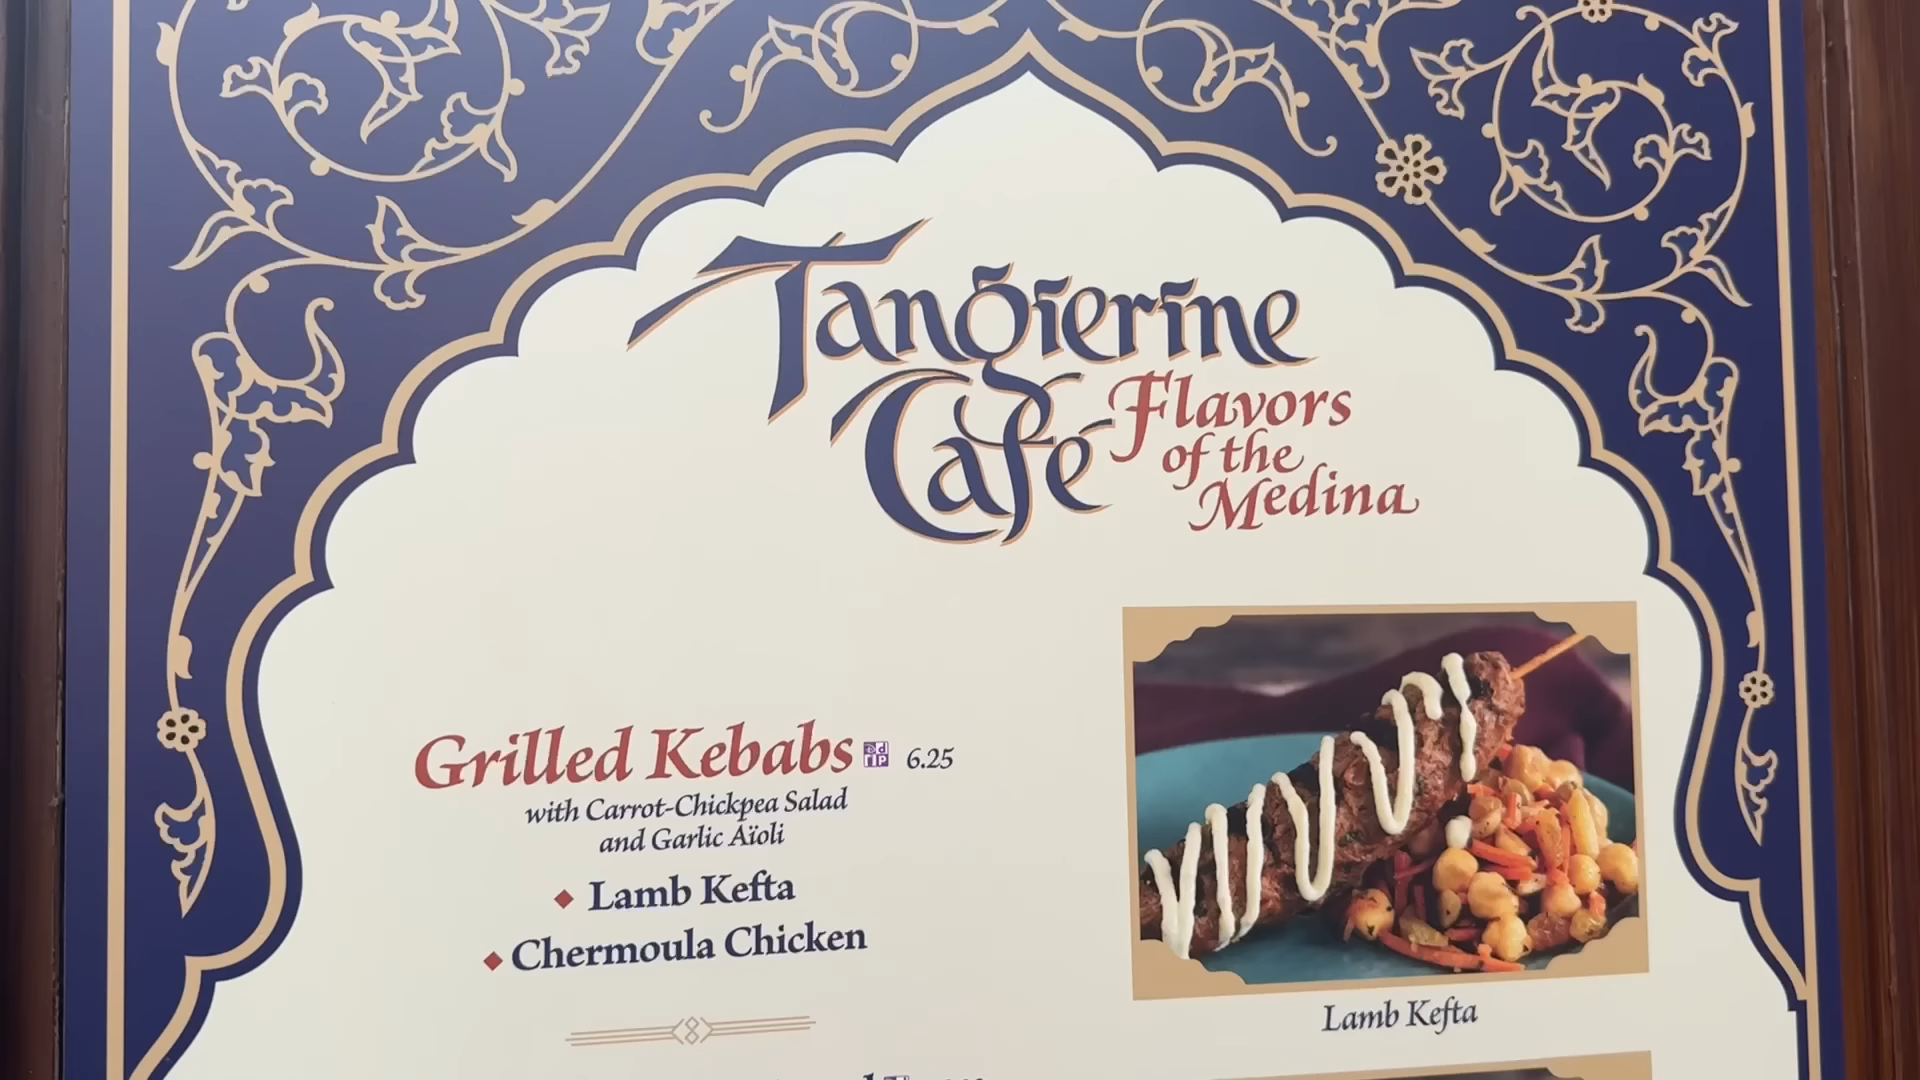 Tangierine
Café
Flavors
of the
Medina
Grilled Kebabs 6.25
with Carrot-Chickpea Salad
and Garlic Aïoli
Lamb Kefta
Chermoula Chicken
Lamb Kefta